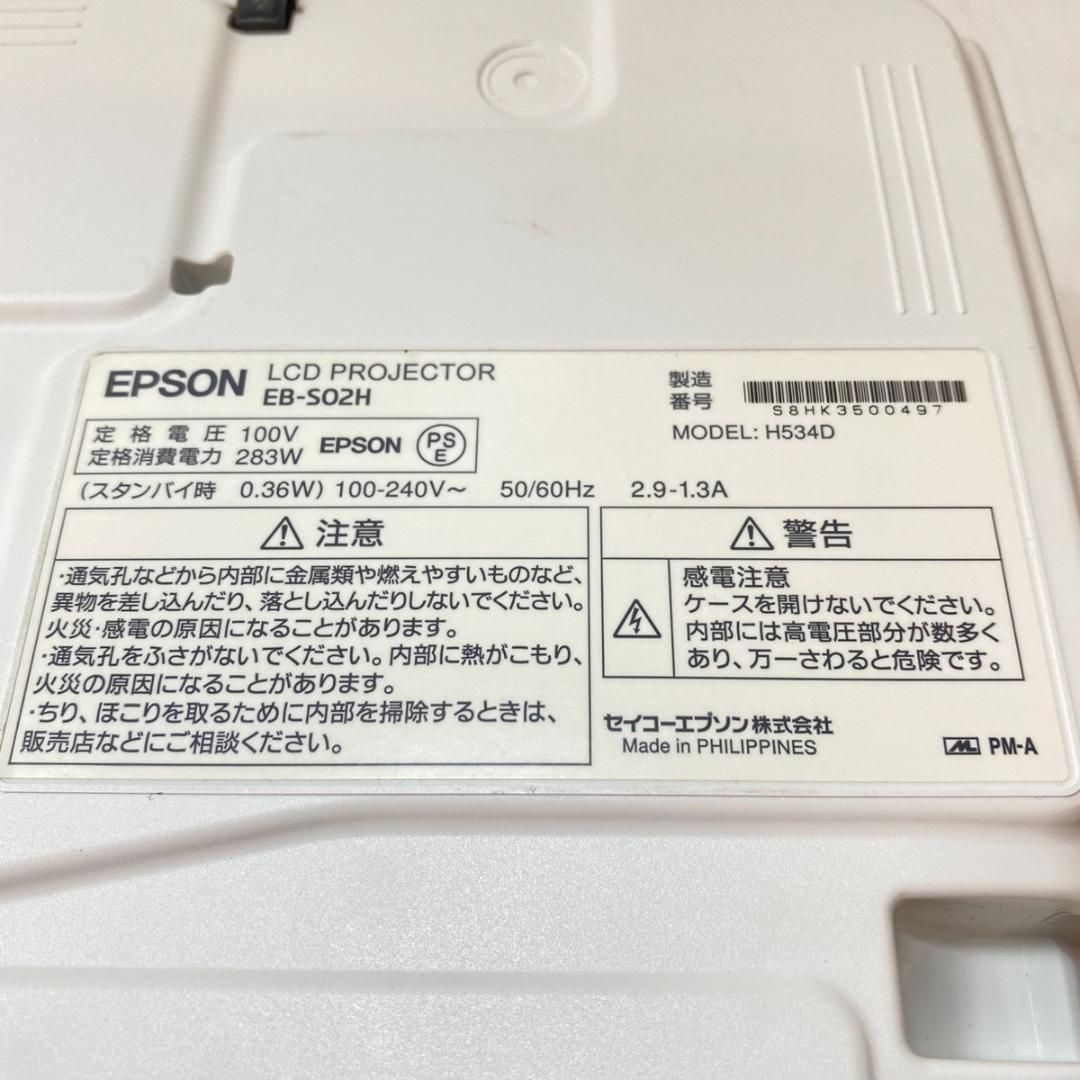 EPSON LCD PROJECTOR
EB-S02H
製造
番号
S8HK3500497
MODEL: H534D
定格電圧 100V
定格消費電力 283W
EPSON
PS
E
(スタンバイ時 0.36W) 100-240V～ 50/60Hz 2.9-1.3A
注意
・通気孔などから内部に金属類や燃えやすいものなど、
異物を差し込んだり、落とし込んだりしないでください。
火災・感電の原因になることがあります。
・通気孔をふさがないでください。内部に熱がこもり、
火災の原因になることがあります。
・ちり、ほこりを取るために内部を掃除するときは、
販売店などにご相談ください。
警告
感電注意
ケースを開けないでください。
内部には高電圧部分が数多く
あり、万一さわると危険です。
セイコーエプソン株式会社
Made in PHILIPPINES
PM-A